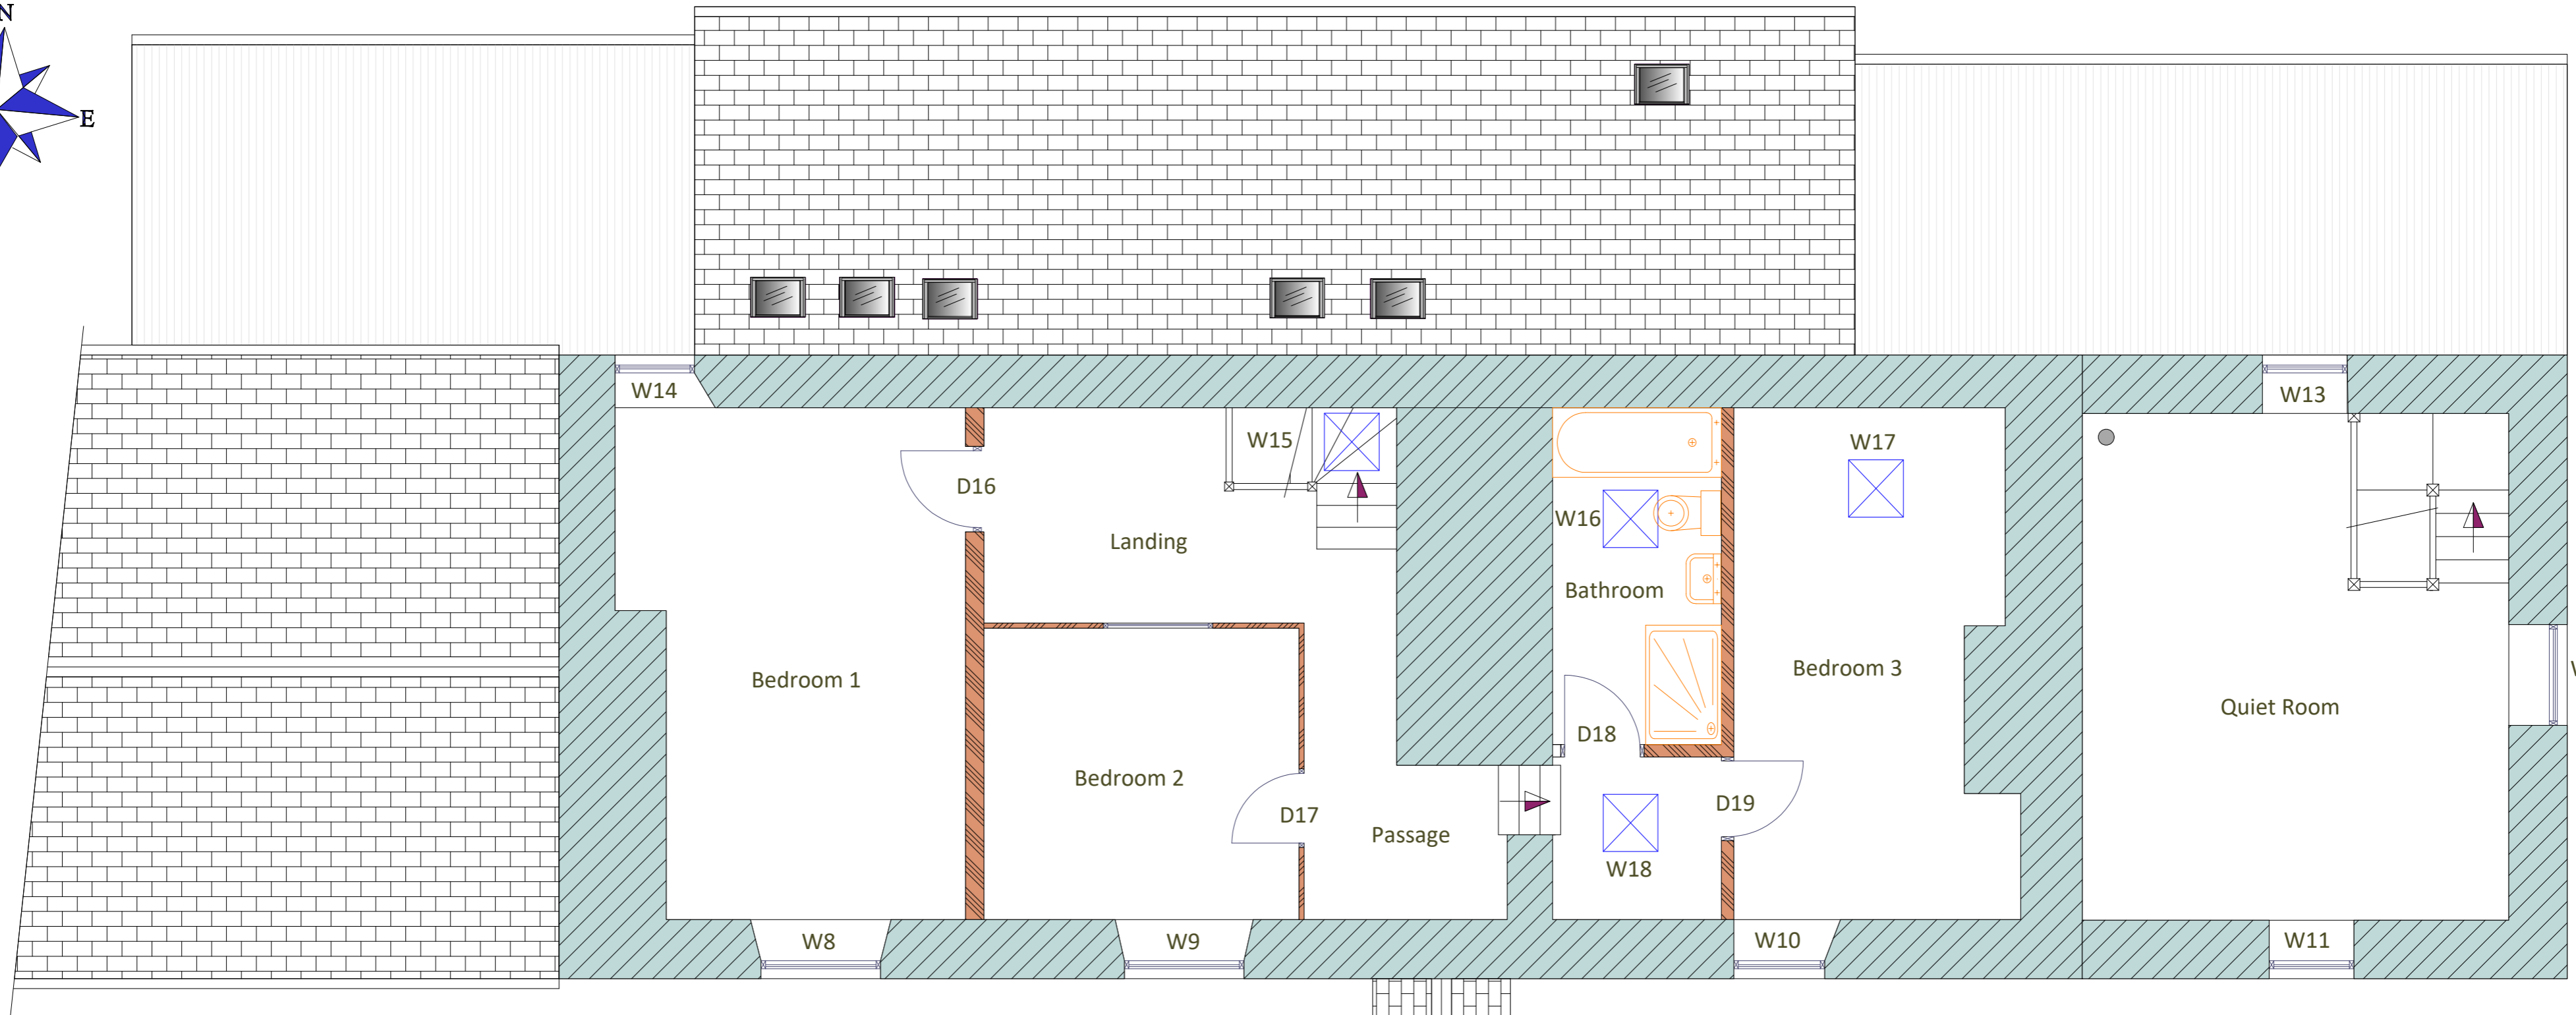 N
E
W14
W13
W15
W17
D16
W16
Landing
Bathroom
Bedroom 3
Bedroom 1
Quiet Room
D18
Bedroom 2
D19
D17
Passage
W18
W8
W9
W10
W11